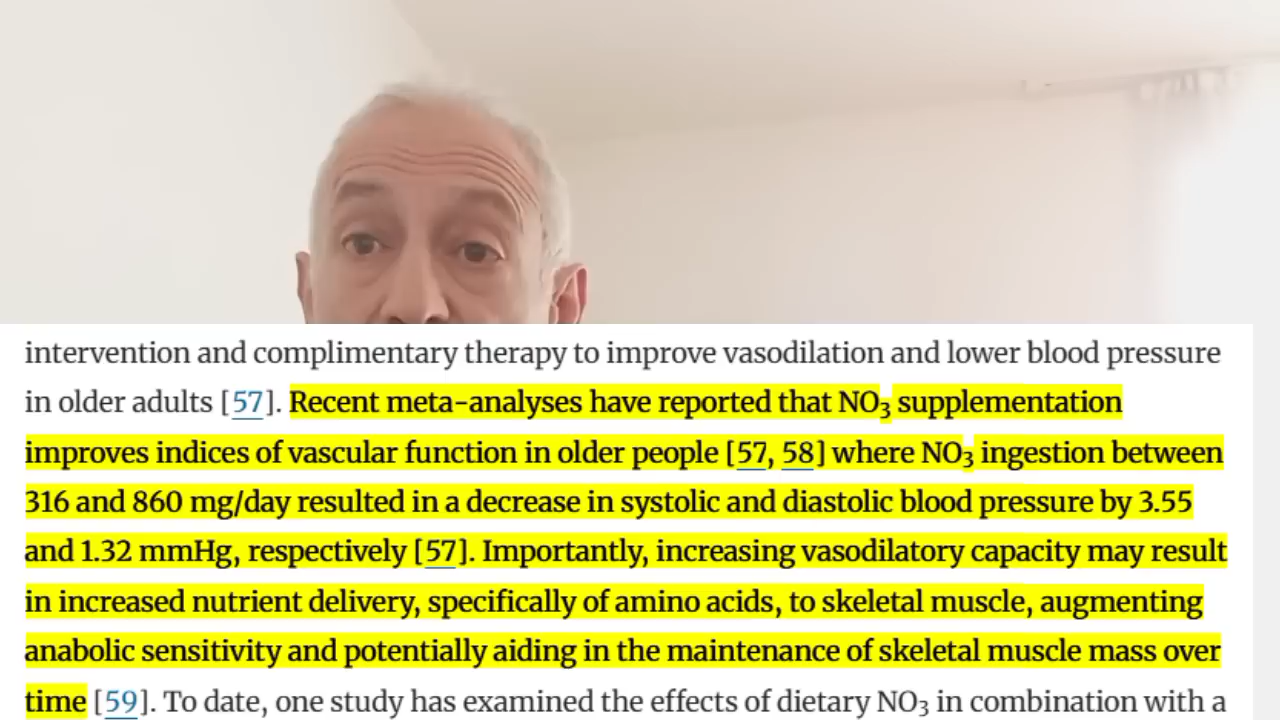 intervention and complimentary therapy to improve vasodilation and lower blood pressure
in older adults [57]. Recent meta-analyses have reported that NO₃ supplementation
improves indices of vascular function in older people [57, 58] where NO₃ ingestion between
316 and 860 mg/day resulted in a decrease in systolic and diastolic blood pressure by 3.55
and 1.32 mmHg, respectively [57]. Importantly, increasing vasodilatory capacity may result
in increased nutrient delivery, specifically of amino acids, to skeletal muscle, augmenting
anabolic sensitivity and potentially aiding in the maintenance of skeletal muscle mass over
time [59]. To date, one study has examined the effects of dietary NO₃ in combination with a